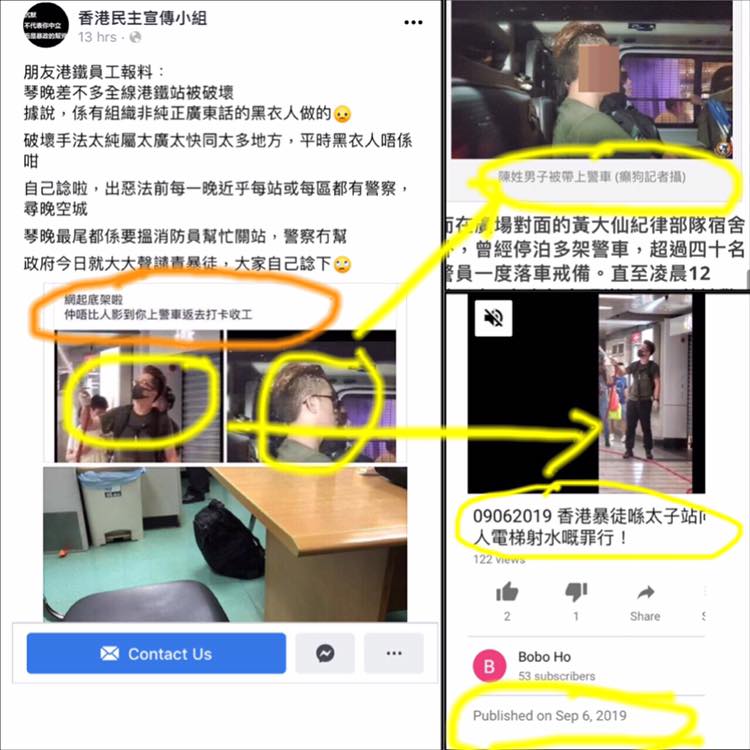 香港民主宣傳小組
13 hrs
朋友港鐵員工報料：
琴晚差不多全線港鐵站被破壞
據說，係有組織非純正廣東話的黑衣人做的
破壞手法太純屬太廣太快同太多地方，平時黑衣人唔係
咁
自己諗啦，出惡法前每一晚近乎每站或每區都有警察，
尋晚空城
琴晚最尾都係要搵消防員幫忙關站，警察冇幫
政府今日就大大聲譴責暴徒，大家自己諗下
網起底架啦
仲唔比人影到你上警車返去打卡收工
Contact Us
陳姓男子被帶上警車 (癲狗記者攝)
而在廣場對面的黃大仙紀律部隊宿舍
，曾經停泊多架警車，超過四十名
警員一度落車戒備。直至凌晨12
09062019 香港暴徒喺太子站向
人電梯射水嘅罪行！
122 views
2
1
Share
S
B
Bobo Ho
53 subscribers
Published on Sep 6, 2019